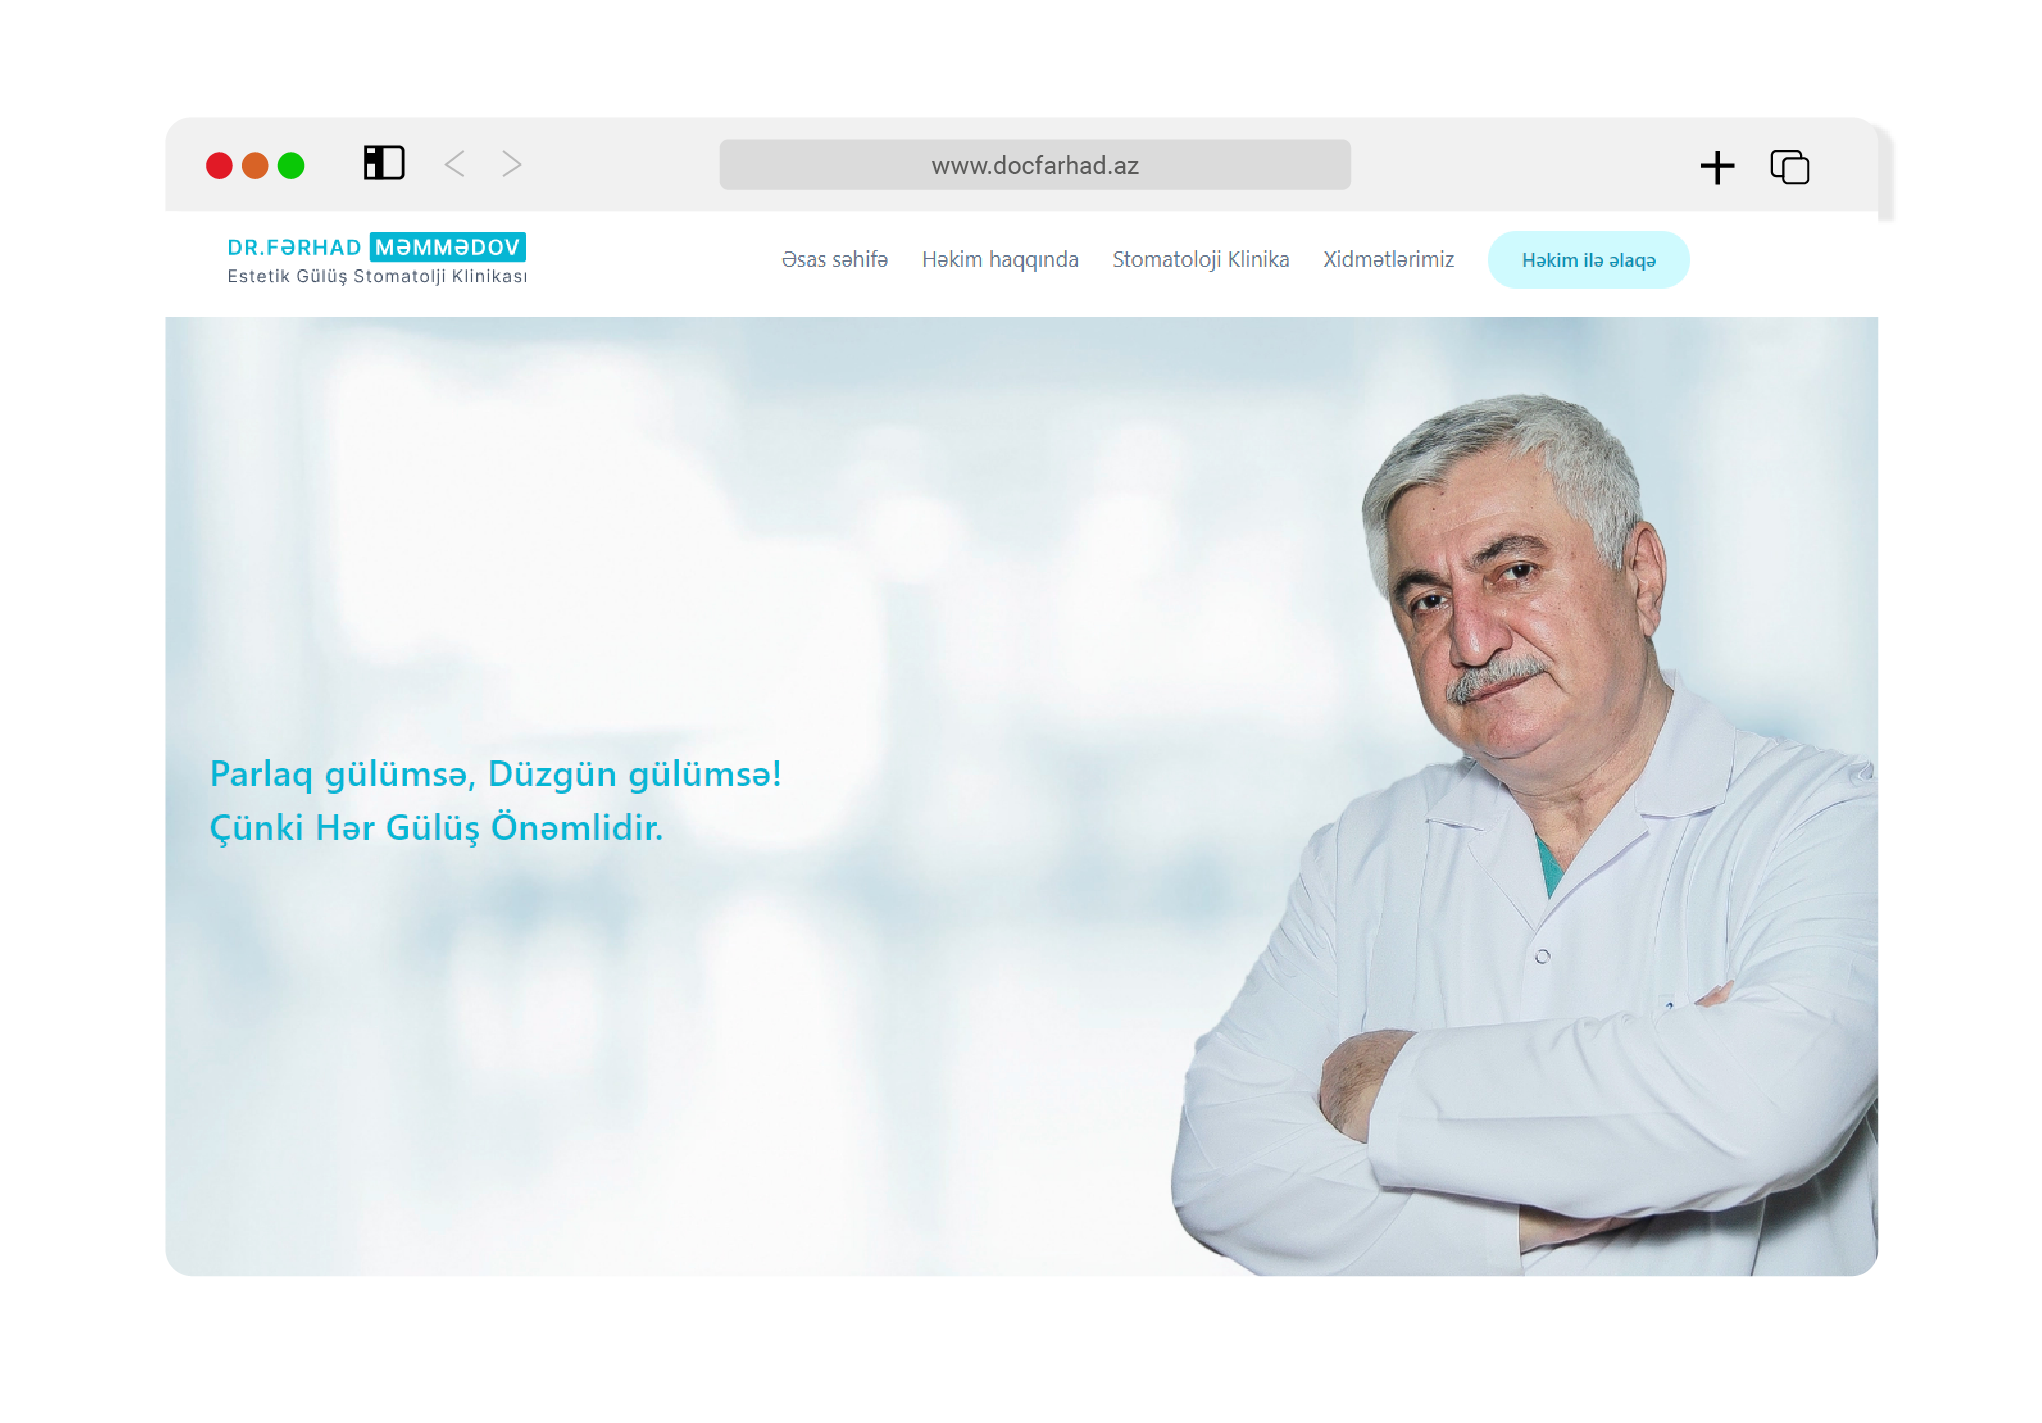 www.docfarhad.az
DR.FƏRHAD MƏMMƏDOV
Estetik Gülüş Stomatolji Klinikası
Əsas səhifə Həkim haqqında Stomatoloji Klinika Xidmətlərimiz Həkim ilə əlaqə
Parlaq gülümsə, Düzgün gülümsə!
Çünki Hər Gülüş Önəmlidir.